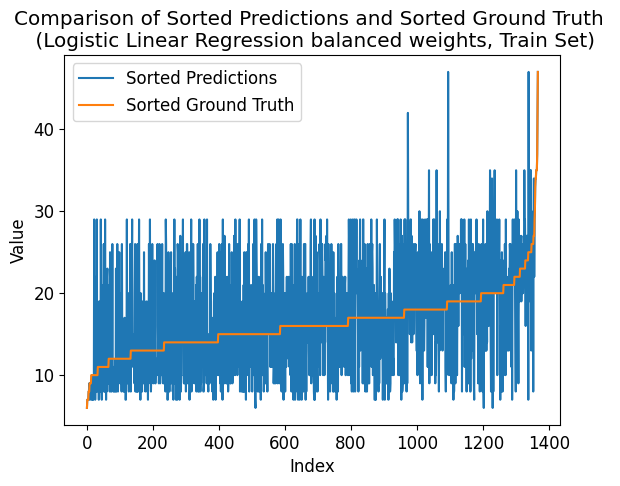 Comparison of Sorted Predictions and Sorted Ground Truth
(Logistic Linear Regression balanced weights, Train Set)
Sorted Predictions
Sorted Ground Truth
40
30
20
10
Value
0
200
400
600
800
1000
1200
1400
Index